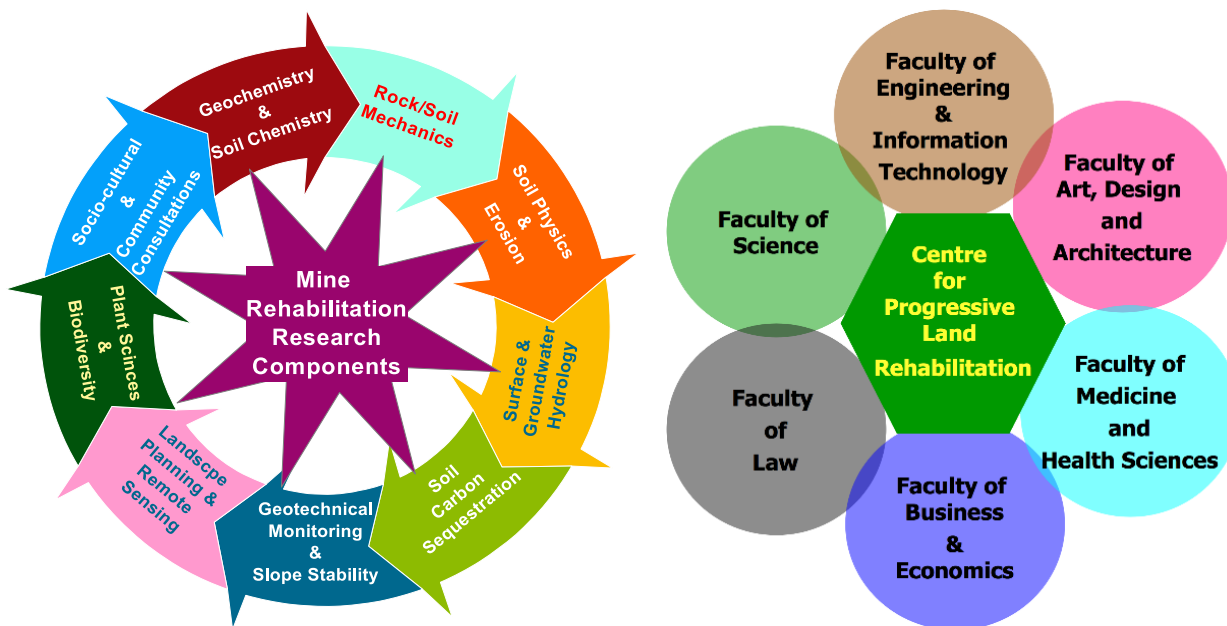 Geochemistry
&
Soil Chemistry
Rock/Soil
Mechanics
Soil Physics
&
Erosion
Surface &
Groundwater
Hydrology
Soil
Carbon
Sequestration
Geotechnical
Monitoring
&
Slope Stability
Landscpe
Planning &
Remote
Sensing
Plant Scinces
&
Biodiversity
Socio-cultural
&
Community
Consultations
Mine
Rehabilitation
Research
Components
Faculty of
Engineering
&
Information
Technology
Faculty of
Art, Design
and
Architecture
Faculty of
Medicine
and
Health Sciences
Faculty of
Business
&
Economics
Faculty
of
Law
Faculty of
Science
Centre
for
Progressive
Land
Rehabilitation